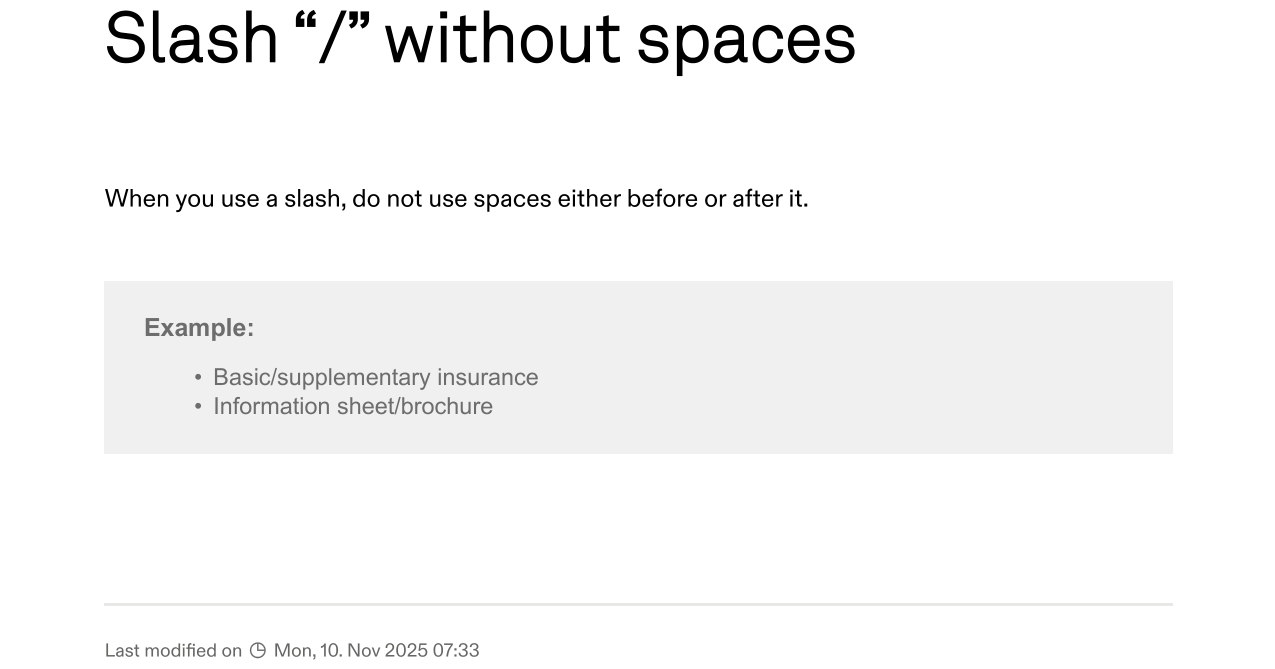 Slash “/” without spaces
When you use a slash, do not use spaces either before or after it.
Example:
• Basic/supplementary insurance
• Information sheet/brochure
Last modified on Mon, 10. Nov 2025 07:33